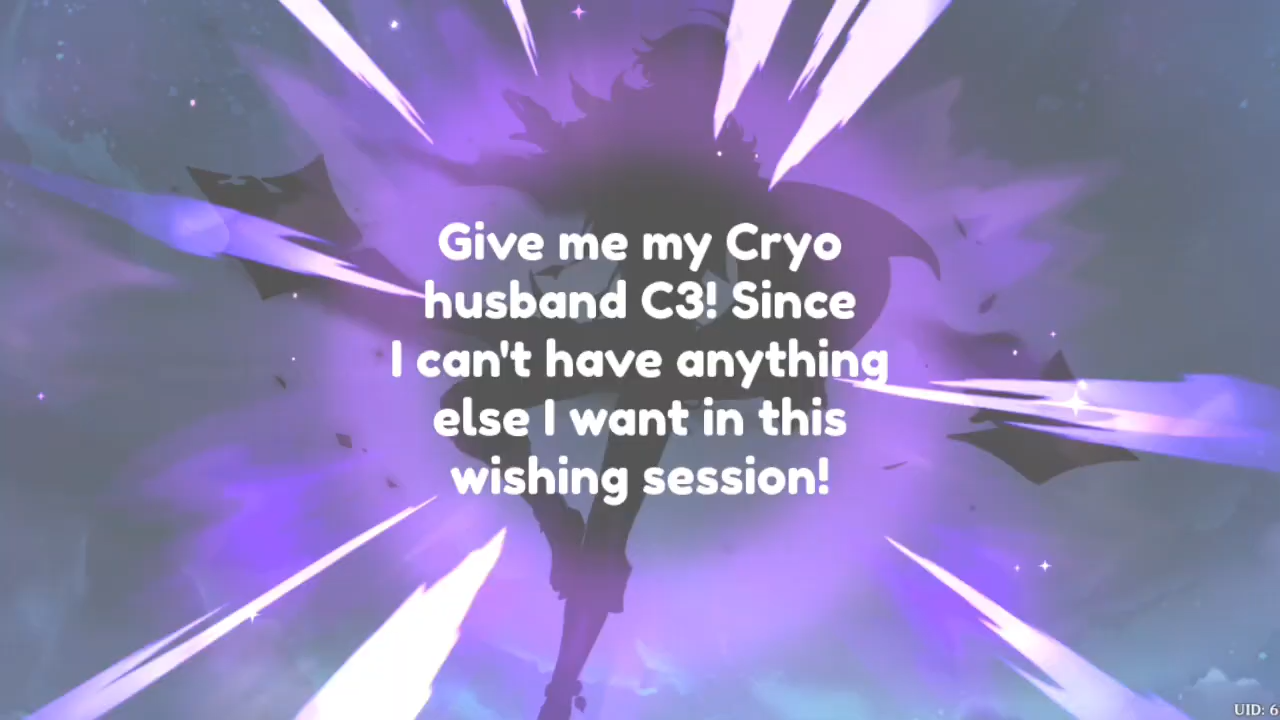 Give me my Cryo
husband C3! Since
I can't have anything
else I want in this
wishing session!
UID: 6